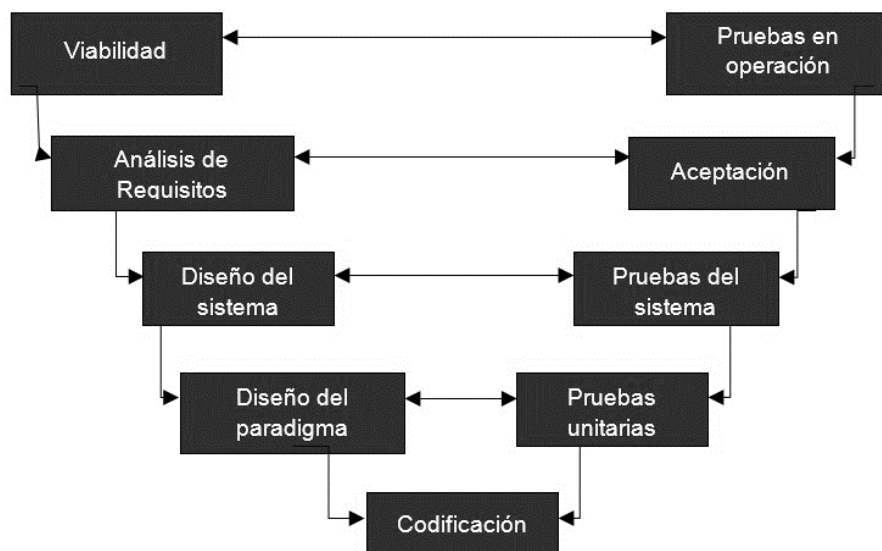 Viabilidad
Pruebas en
operación
Análisis de
Requisitos
Aceptación
Diseño del
sistema
Pruebas del
sistema
Diseño del
paradigma
Pruebas
unitarias
Codificación